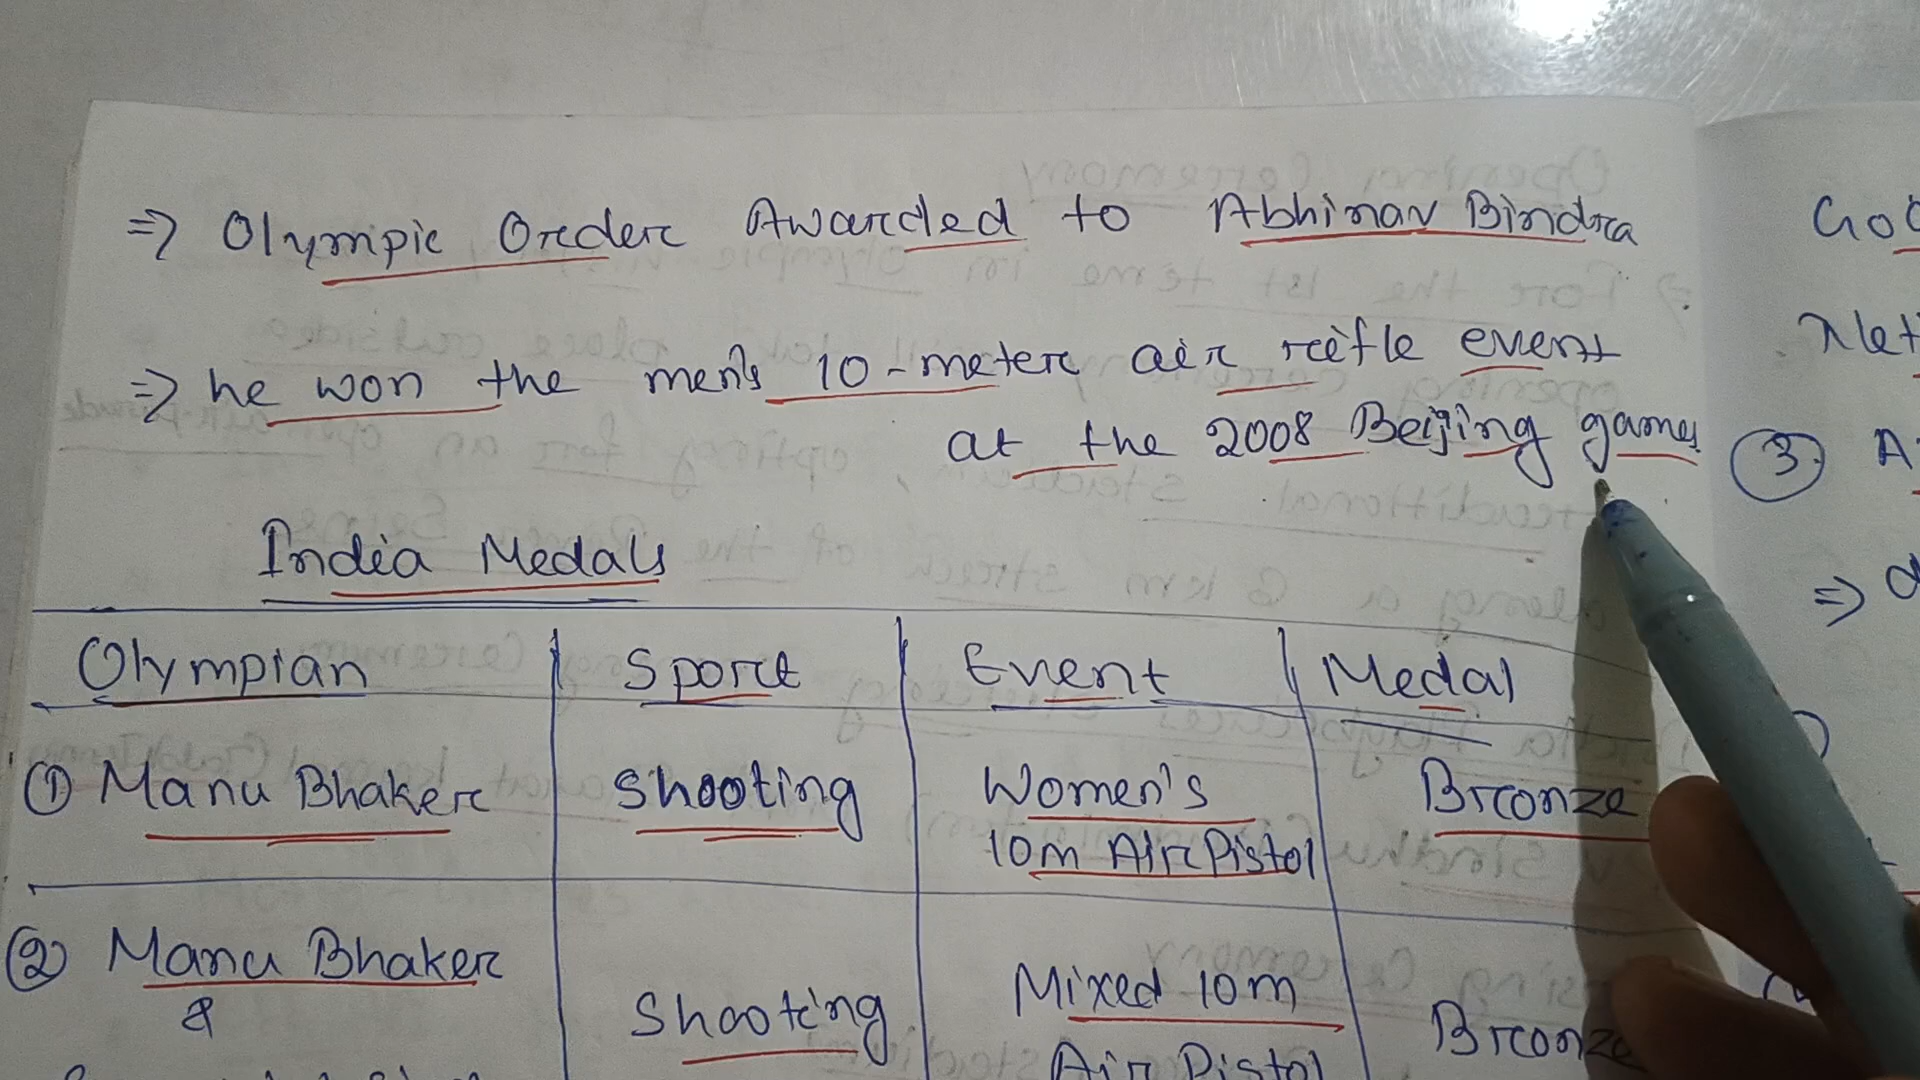 ⇒ Olympic Order Awarded to Abhinav Bindra
⇒ he won the men's 10-meter air rifle event
at the 2008 Beijing games
India Medals
Olympian Sport Event Medal
① Manu Bhaker Shooting Women's Bronze
10m Air Pistol
② Manu Bhaker
& Shooting Mixed 10m Bronze
Air Pistol
③ A
⇒